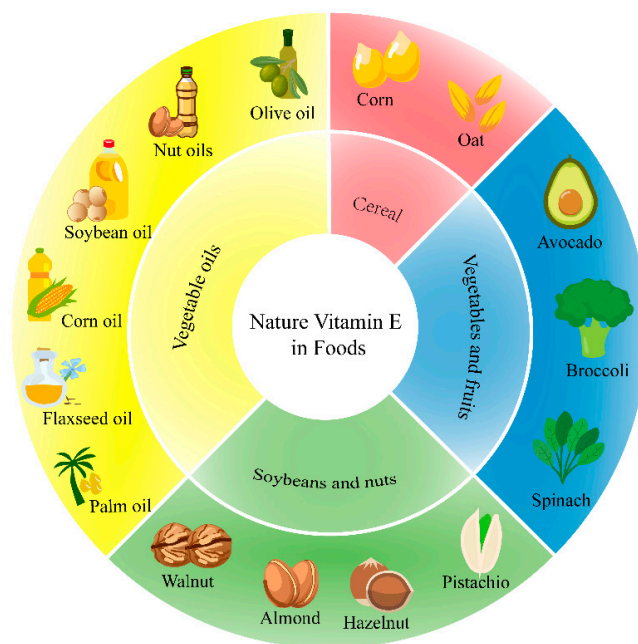 Nature Vitamin E
in Foods
Cereal
Corn
Oat
Vegetables and fruits
Avocado
Broccoli
Spinach
Soybeans and nuts
Pistachio
Hazelnut
Almond
Walnut
Vegetable oils
Palm oil
Flaxseed oil
Corn oil
Soybean oil
Nut oils
Olive oil